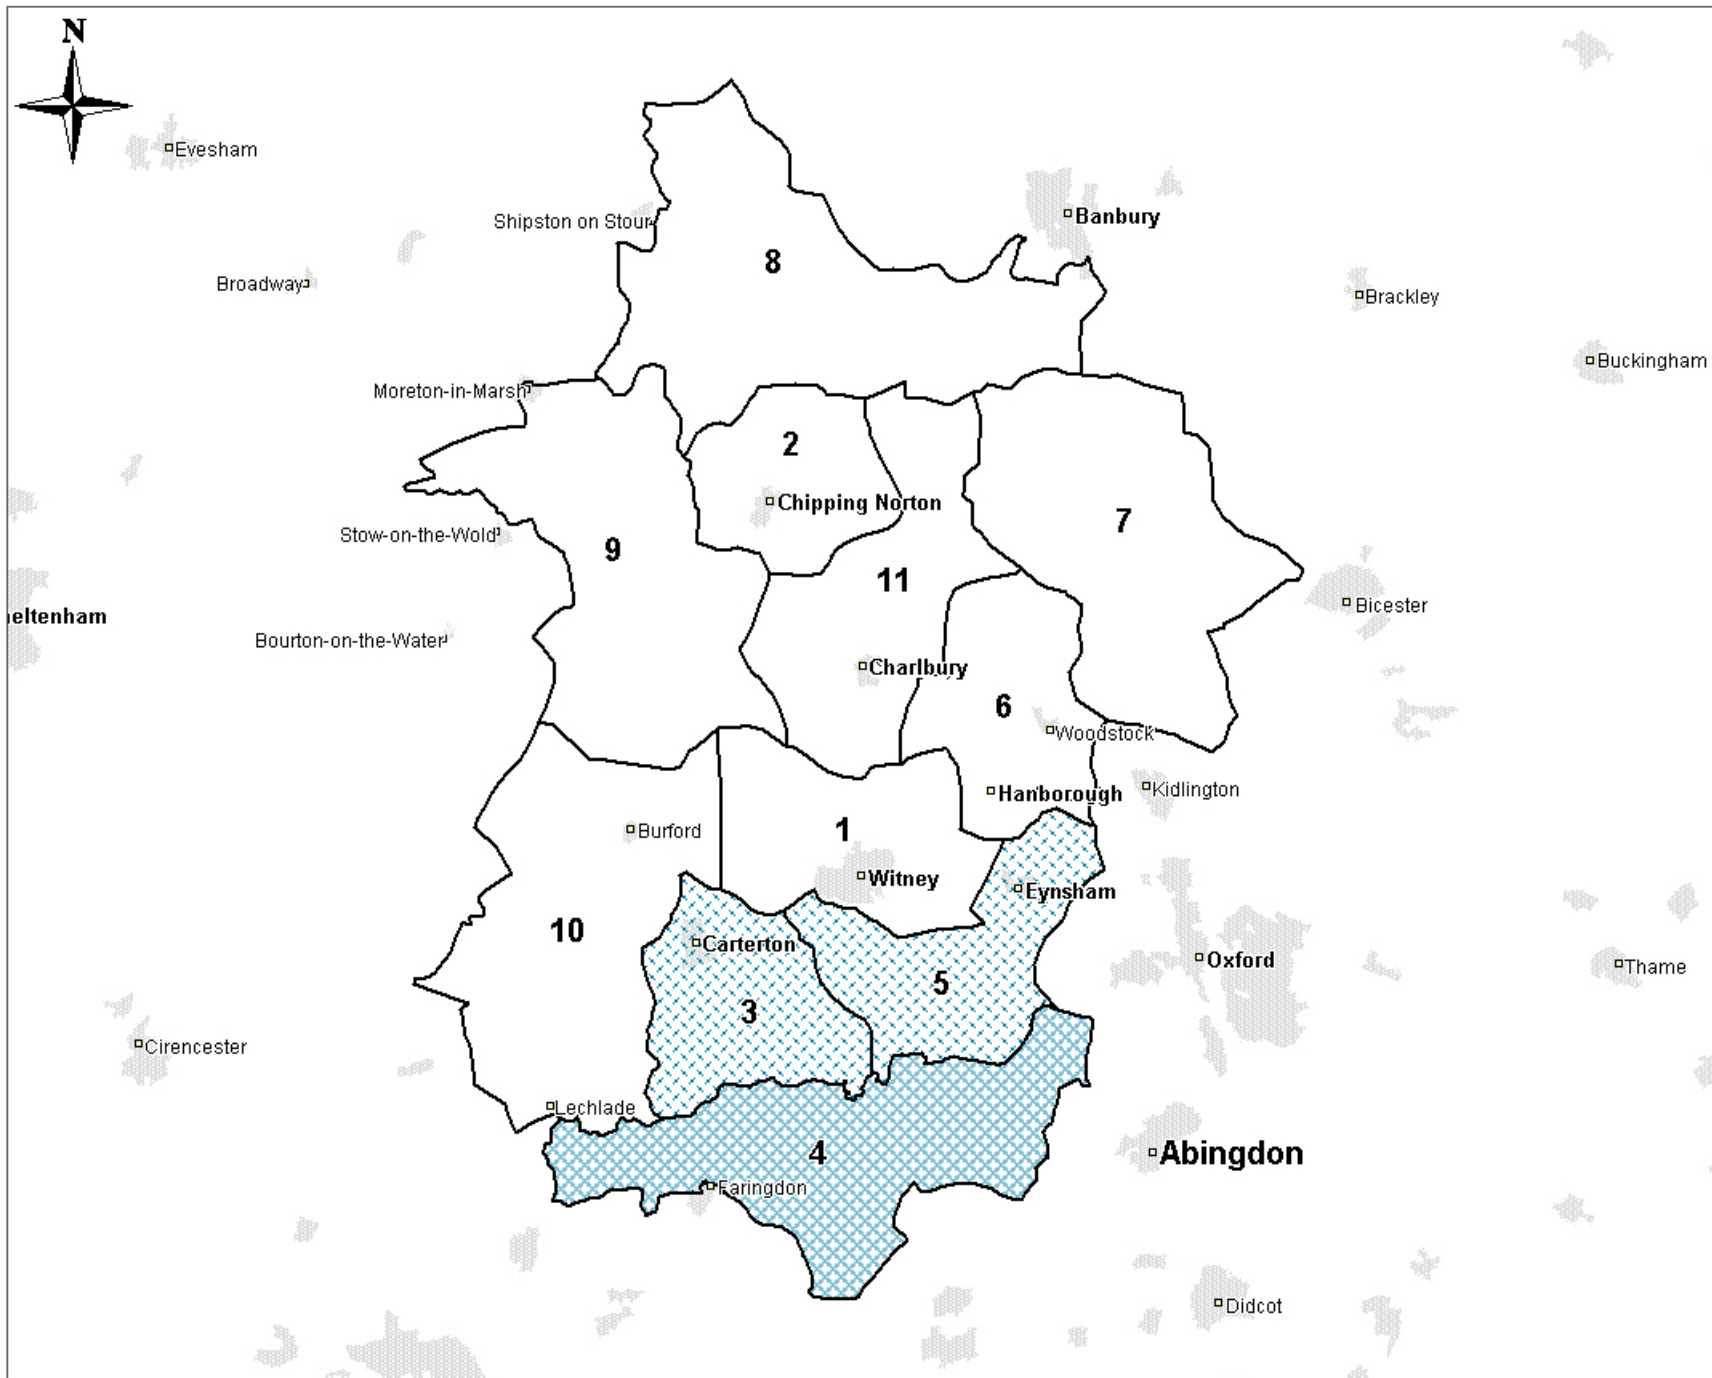 N
Evesham
Banbury
Shipston on Stour
8
Broadway
Brackley
Buckingham
Moreton-in-Marsh
2
Chipping Norton
7
Stow-on-the-Wold
9
11
Bicester
eltenham
Bourton-on-the-Water
Charlbury
6
Woodstock
Hanborough
Kidlington
1
Burford
Witney
Eynsham
10
Carterton
Oxford
Thame
5
3
Cirencester
Lechlade
4
Abingdon
Faringdon
Didcot